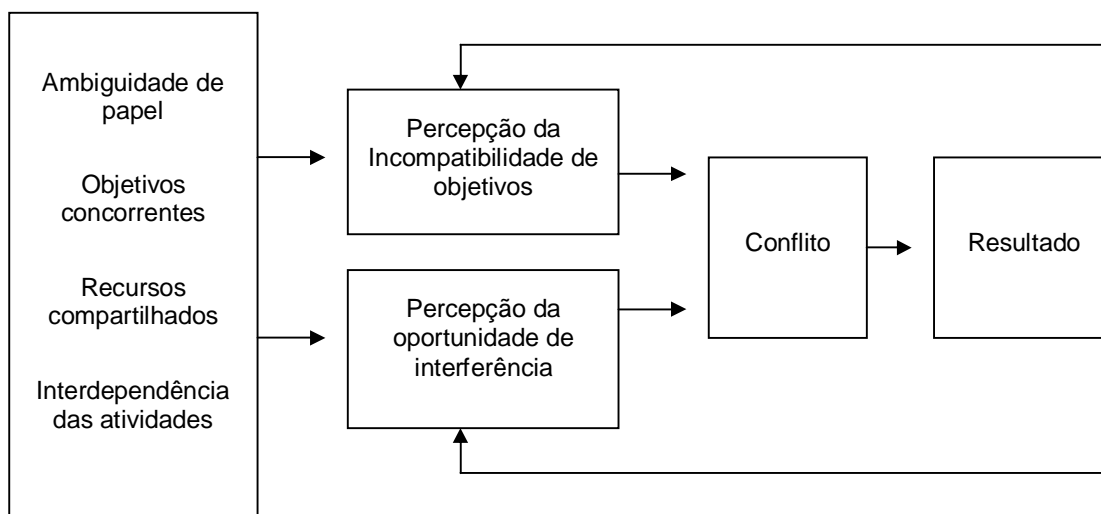 Ambiguidade de
papel
Objetivos
concorrentes
Recursos
compartilhados
Interdependência
das atividades
Percepção da
Incompatibilidade de
objetivos
Percepção da
oportunidade de
interferência
Conflito
Resultado